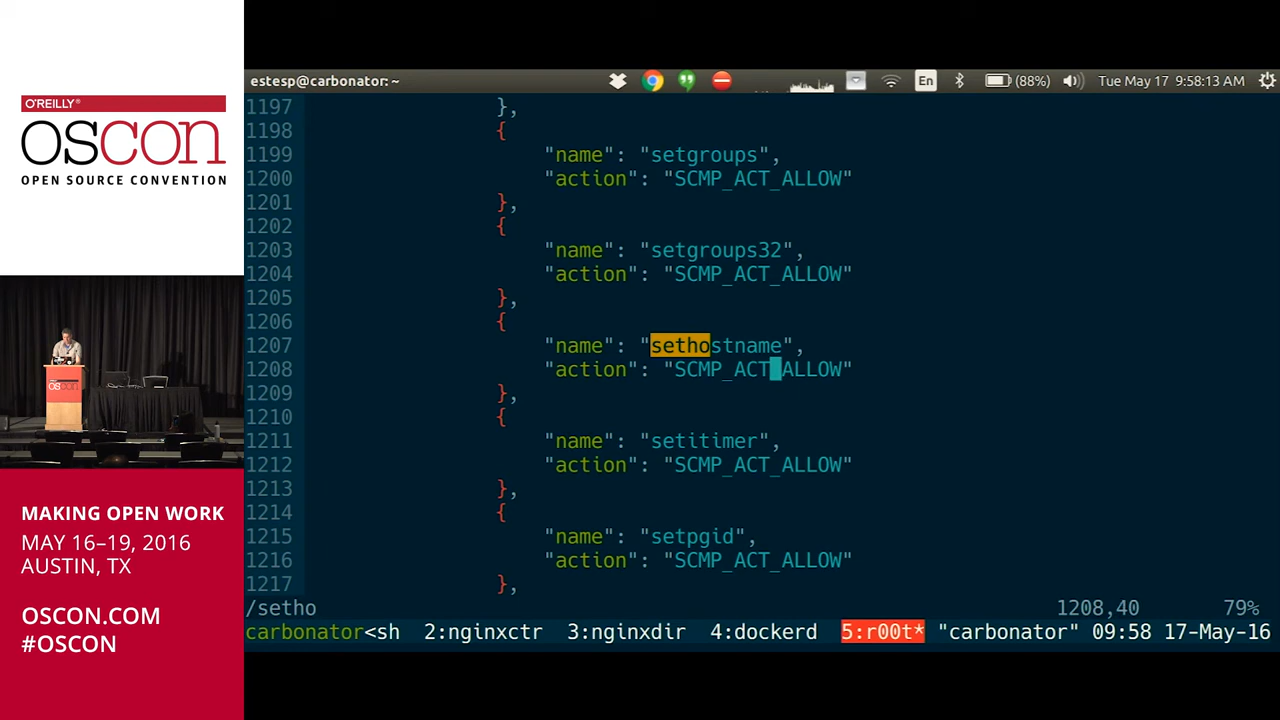 O'REILLY®
OSCON
OPEN SOURCE CONVENTION
MAKING OPEN WORK
MAY 16–19, 2016
AUSTIN, TX
OSCON.COM
#OSCON
estesp@carbonator: ~
En
(88%)
Tue May 17 9:58:13 AM
1197 },
1198 {
1199 "name": "setgroups",
1200 "action": "SCMP_ACT_ALLOW"
1201 },
1202 {
1203 "name": "setgroups32",
1204 "action": "SCMP_ACT_ALLOW"
1205 },
1206 {
1207 "name": "sethostname",
1208 "action": "SCMP_ACT_ALLOW"
1209 },
1210 {
1211 "name": "setitimer",
1212 "action": "SCMP_ACT_ALLOW"
1213 },
1214 {
1215 "name": "setpgid",
1216 "action": "SCMP_ACT_ALLOW"
1217 },
/setho 1208,40 79%
carbonator<sh 2:nginxctr 3:nginxdir 4:dockerd 5:r00t* "carbonator" 09:58 17-May-16